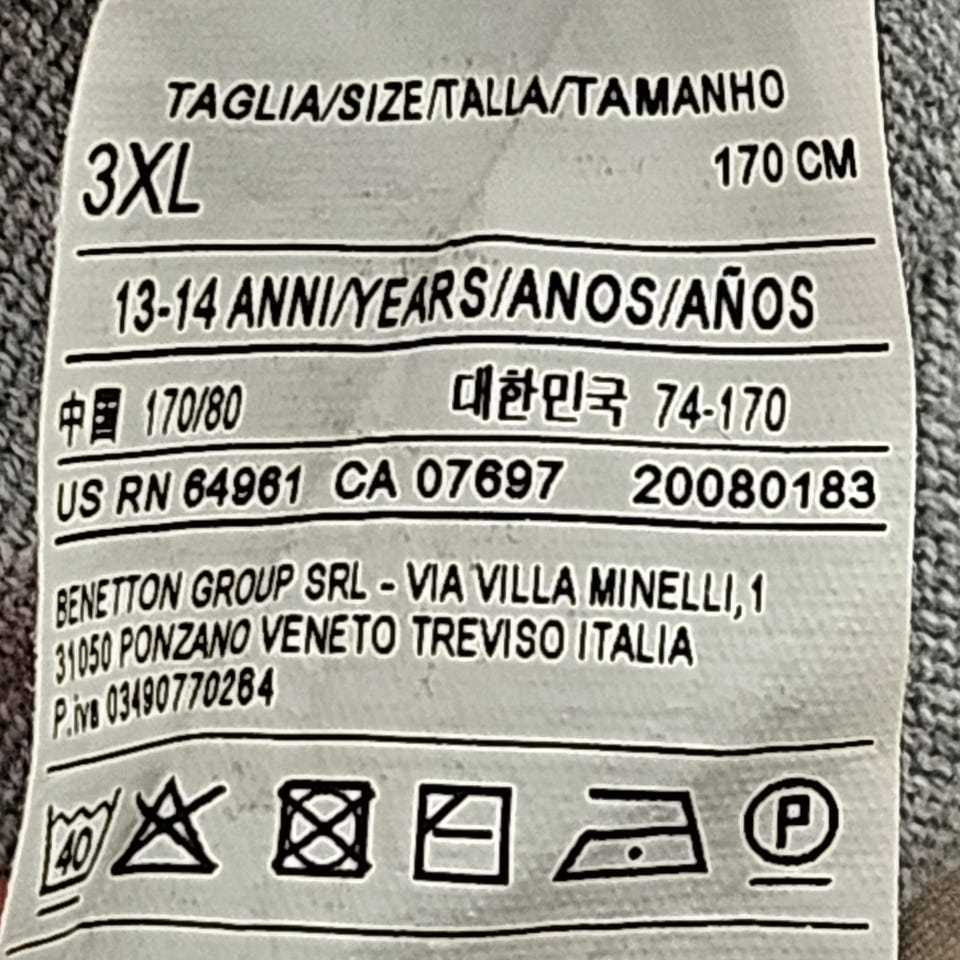 TAGLIA/SIZE/TALLA/TAMANHO
3XL 170 CM
13-14 ANNI/YEARS/ANOS/AÑOS
中国 170/80 대한민국 74-170
US RN 64961 CA 07697 20080183
BENETTON GROUP SRL - VIA VILLA MINELLI, 1
31050 PONZANO VENETO TREVISO ITALIA
P.iva 03490770264
40 P